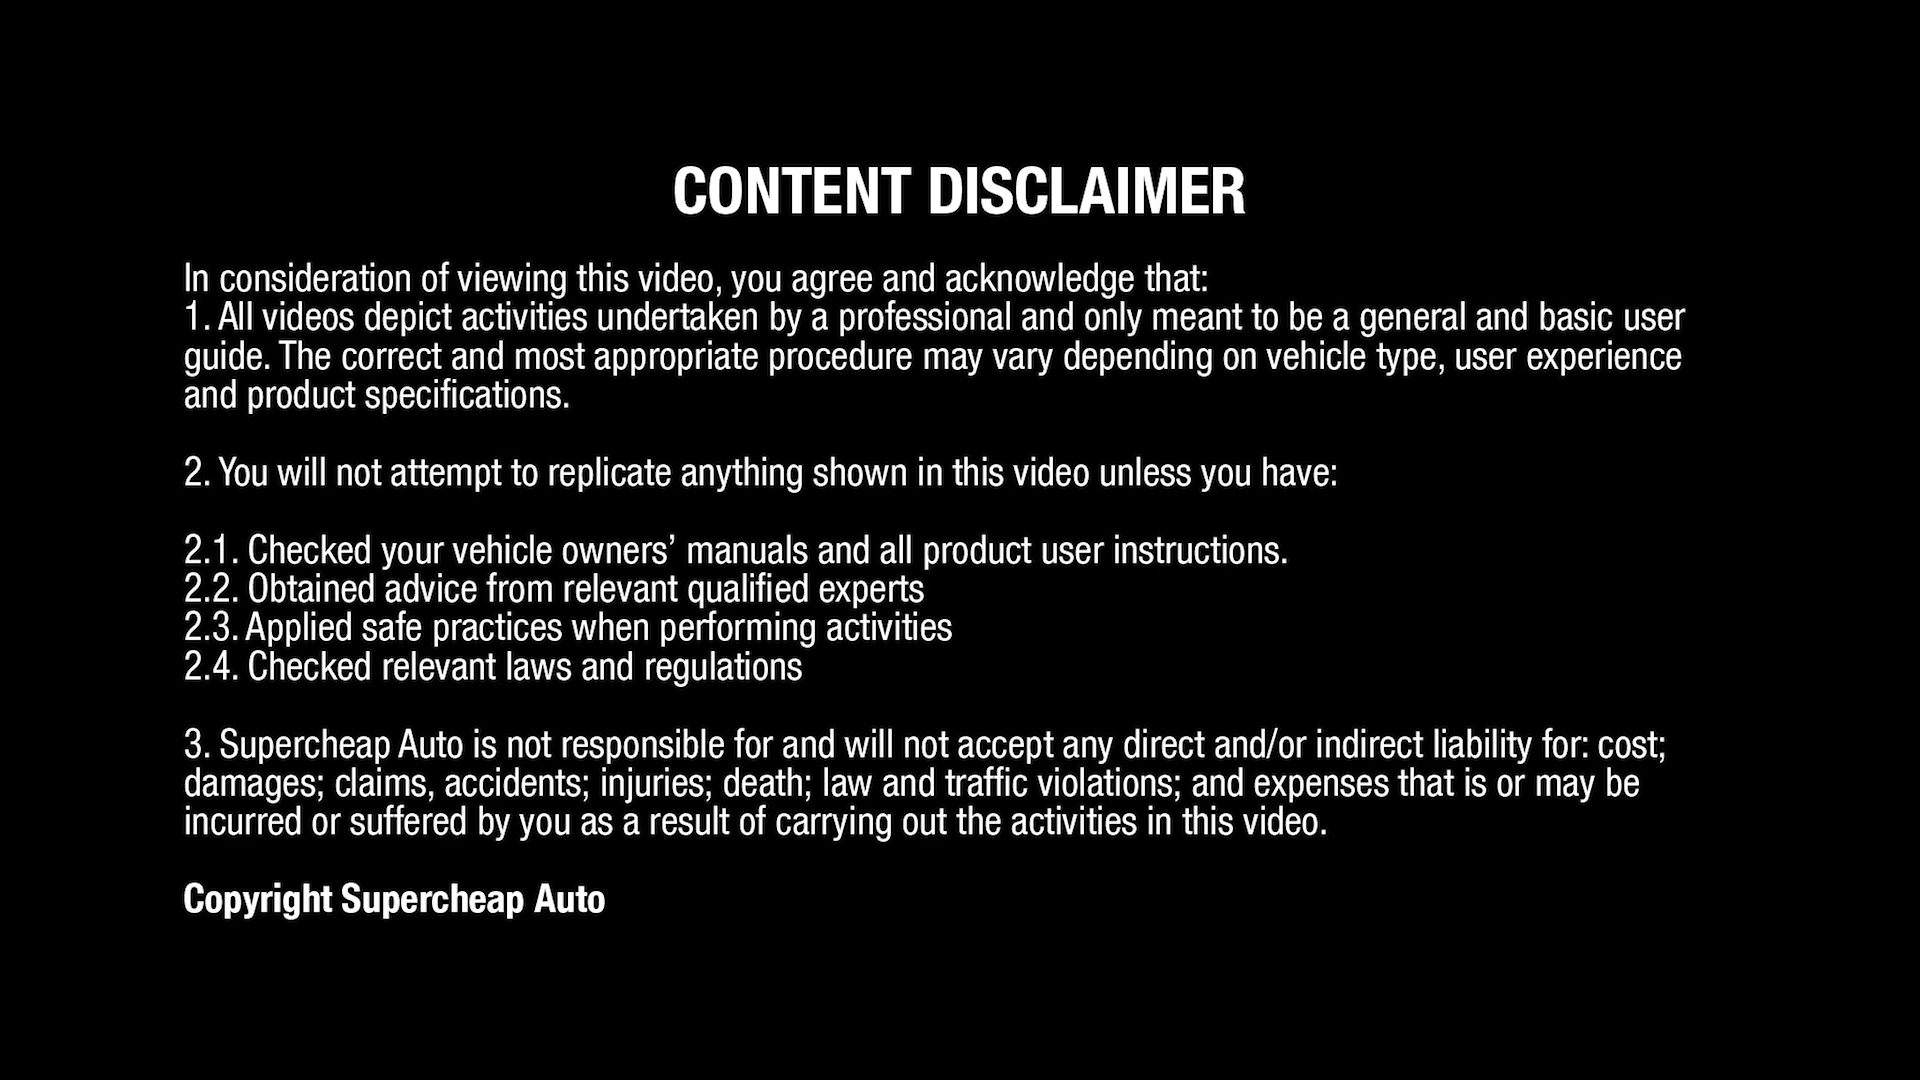 CONTENT DISCLAIMER
In consideration of viewing this video, you agree and acknowledge that:
1. All videos depict activities undertaken by a professional and only meant to be a general and basic user
guide. The correct and most appropriate procedure may vary depending on vehicle type, user experience
and product specifications.
2. You will not attempt to replicate anything shown in this video unless you have:
2.1. Checked your vehicle owners’ manuals and all product user instructions.
2.2. Obtained advice from relevant qualified experts
2.3. Applied safe practices when performing activities
2.4. Checked relevant laws and regulations
3. Supercheap Auto is not responsible for and will not accept any direct and/or indirect liability for: cost;
damages; claims, accidents; injuries; death; law and traffic violations; and expenses that is or may be
incurred or suffered by you as a result of carrying out the activities in this video.
Copyright Supercheap Auto